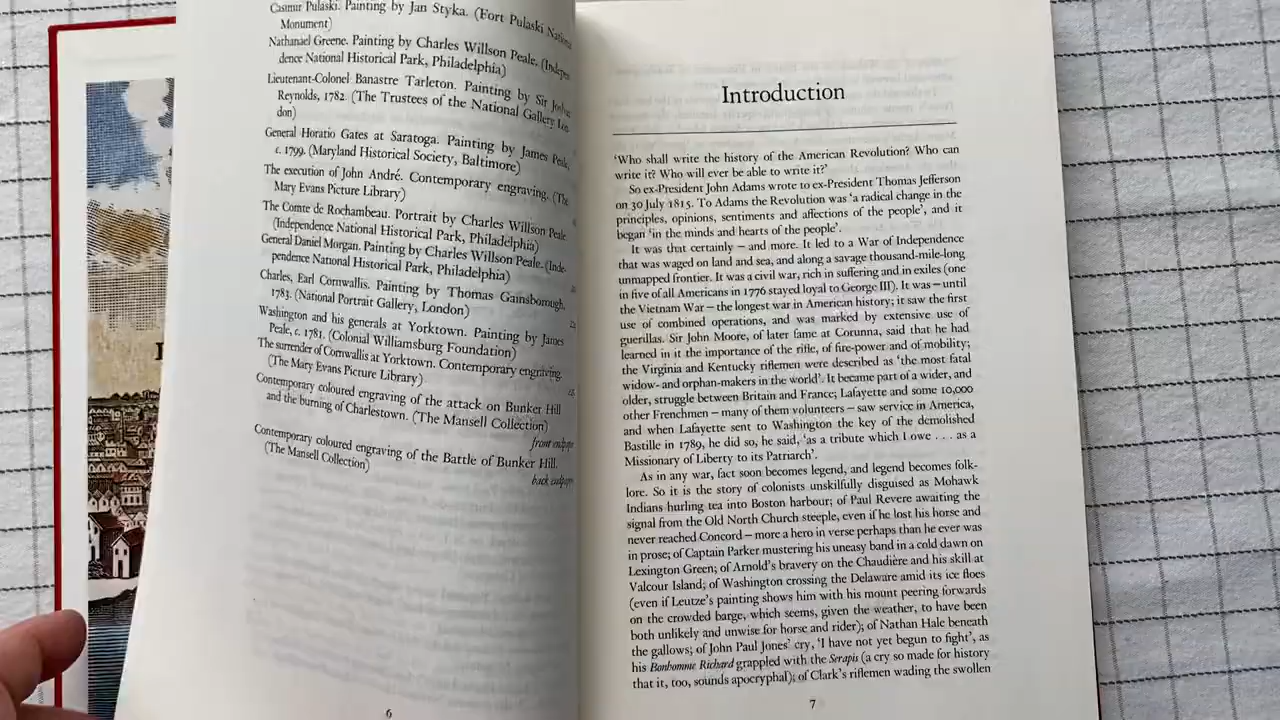 Casimir Pulaski. Painting by Jan Styka. (Fort Pulaski National
Monument)
Nathanael Greene. Painting by Charles Willson Peale. (Indepen-
dence National Historical Park, Philadelphia)
Lieutenant-Colonel Banastre Tarleton. Painting by Sir Joshua
Reynolds, 1782. (The Trustees of the National Gallery Lon-
don)
General Horatio Gates at Saratoga. Painting by James Peale,
c. 1799. (Maryland Historical Society, Baltimore)
The execution of John André. Contemporary engraving. (The
Mary Evans Picture Library)
The Comte de Rochambeau. Portrait by Charles Willson Peale.
(Independence National Historical Park, Philadelphia)
General Daniel Morgan. Painting by Charles Willson Peale. (Inde-
pendence National Historical Park, Philadelphia)
Charles, Earl Cornwallis. Painting by Thomas Gainsborough,
1783. (National Portrait Gallery, London)
Washington and his generals at Yorktown. Painting by James
Peale, c. 1781. (Colonial Williamsburg Foundation)
The surrender of Cornwallis at Yorktown. Contemporary engraving.
(The Mary Evans Picture Library)
Contemporary coloured engraving of the attack on Bunker Hill
and the burning of Charlestown. (The Mansell Collection)
front endpaper
Contemporary coloured engraving of the Battle of Bunker Hill.
(The Mansell Collection)
back endpaper
6
Introduction
'Who shall write the history of the American Revolution? Who can
write it? Who will ever be able to write it?'
So ex-President John Adams wrote to ex-President Thomas Jefferson
on 30 July 1815. To Adams the Revolution was 'a radical change in the
principles, opinions, sentiments and affections of the people', and it
began 'in the minds and hearts of the people'.
It was that certainly – and more. It led to a War of Independence
that was waged on land and sea, and along a savage thousand-mile-long
unmapped frontier. It was a civil war, rich in suffering and in exiles (one
in five of all Americans in 1776 stayed loyal to George III). It was – until
the Vietnam War – the longest war in American history; it saw the first
use of combined operations, and was marked by extensive use of
guerillas. Sir John Moore, of later fame at Corunna, said that he had
learned in it the importance of the rifle, of fire-power and of mobility;
the Virginia and Kentucky riflemen were described as 'the most fatal
widow- and orphan-makers in the world'. It became part of a wider, and
older, struggle between Britain and France; Lafayette and some 10,000
other Frenchmen – many of them volunteers – saw service in America,
and when Lafayette sent to Washington the key of the demolished
Bastille in 1789, he did so, he said, 'as a tribute which I owe . . . as a
Missionary of Liberty to its Patriarch'.
As in any war, fact soon becomes legend, and legend becomes folk-
lore. So it is the story of colonists unskilfully disguised as Mohawk
Indians hurling tea into Boston harbour; of Paul Revere awaiting the
signal from the Old North Church steeple, even if he lost his horse and
never reached Concord – more a hero in verse perhaps than he ever was
in prose; of Captain Parker mustering his uneasy band in a cold dawn on
Lexington Green; of Arnold's bravery on the Chaudière and his skill at
Valcour Island; of Washington crossing the Delaware amid its ice floes
(even if Leutze's painting shows him with his mount peering forwards
on the crowded barge, which seems, given the weather, to have been
both unlikely and unwise for horse and rider); of Nathan Hale beneath
the gallows; of John Paul Jones' cry, 'I have not yet begun to fight', as
his Bonhomme Richard grappled with the Serapis (a cry so made for history
that it, too, sounds apocryphal); of Clark's riflemen wading the swollen
7